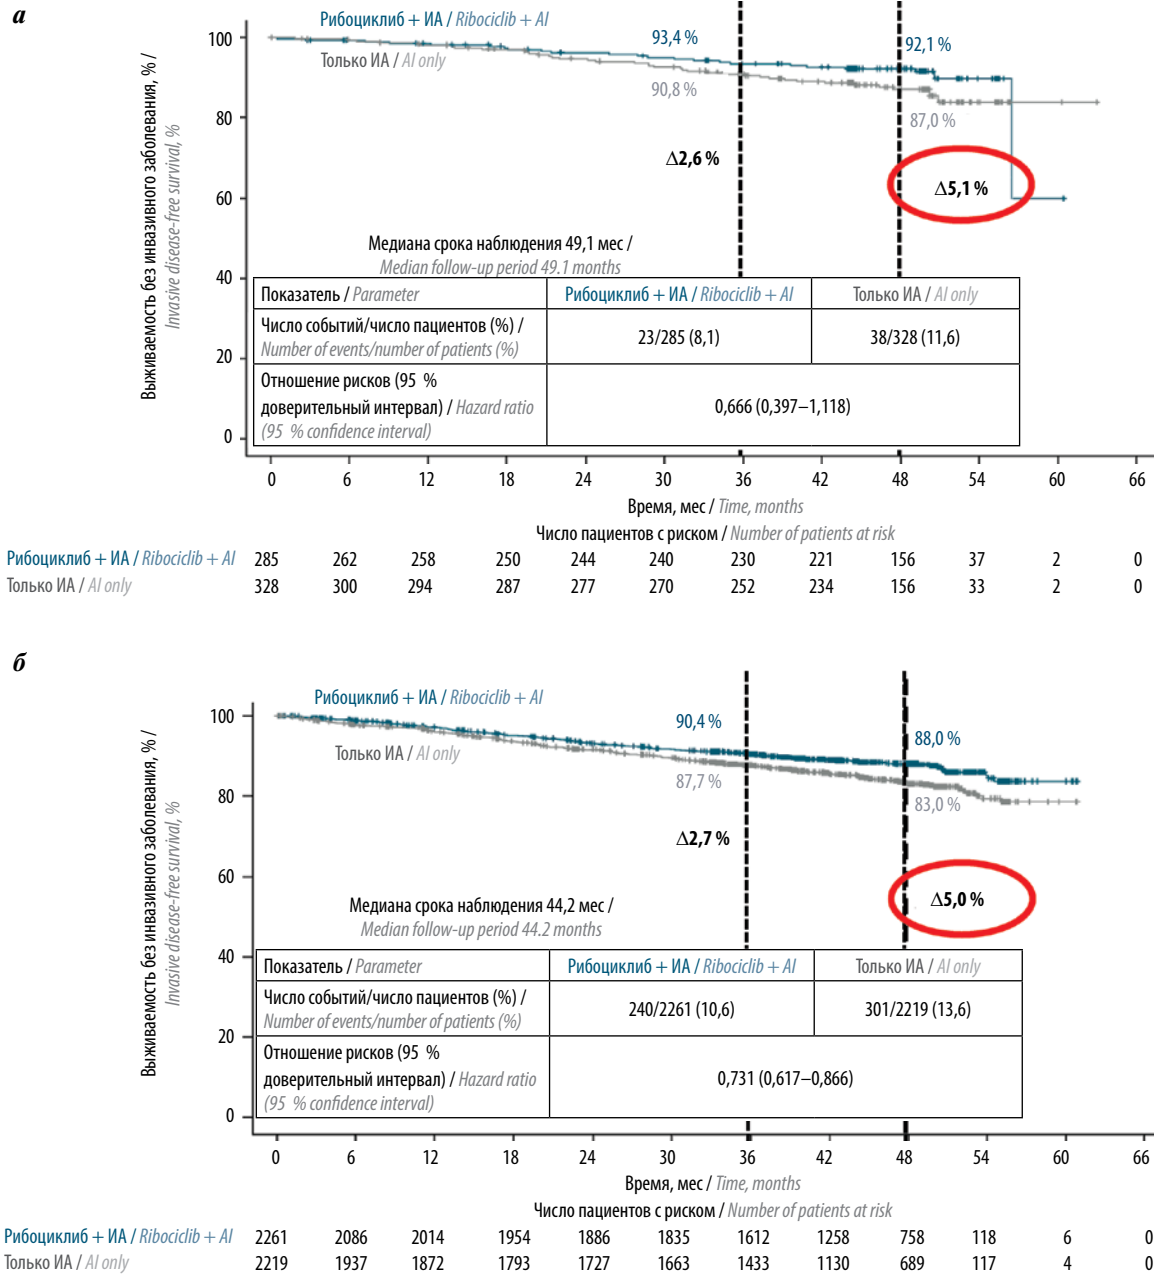 а
Рибоциклиб + ИА / Ribociclib + AI
Только ИА / AI only
Выживаемость без инвазивного заболевания, % /
Invasive disease-free survival, %
100
80
60
40
20
0
93,4 %
90,8 %
92,1 %
87,0 %
Δ2,6 %
Δ5,1 %
Медиана срока наблюдения 49,1 мес /
Median follow-up period 49.1 months
Показатель / Parameter Рибоциклиб + ИА / Ribociclib + AI Только ИА / AI only
Число событий/число пациентов (%) /
Number of events/number of patients (%)
23/285 (8,1) 38/328 (11,6)
Отношение рисков (95 %
доверительный интервал) / Hazard ratio
(95 % confidence interval)
0,666 (0,397–1,118)
0 6 12 18 24 30 36 42 48 54 60 66
Время, мес / Time, months
Число пациентов с риском / Number of patients at risk
Рибоциклиб + ИА / Ribociclib + AI 285 262 258 250 244 240 230 221 156 37 2 0
Только ИА / AI only 328 300 294 287 277 270 252 234 156 33 2 0
б
Рибоциклиб + ИА / Ribociclib + AI
Только ИА / AI only
Выживаемость без инвазивного заболевания, % /
Invasive disease-free survival, %
100
80
60
40
20
0
90,4 %
87,7 %
88,0 %
83,0 %
Δ2,7 %
Δ5,0 %
Медиана срока наблюдения 44,2 мес /
Median follow-up period 44.2 months
Показатель / Parameter Рибоциклиб + ИА / Ribociclib + AI Только ИА / AI only
Число событий/число пациентов (%) /
Number of events/number of patients (%)
240/2261 (10,6) 301/2219 (13,6)
Отношение рисков (95 %
доверительный интервал) / Hazard ratio
(95 % confidence interval)
0,731 (0,617–0,866)
0 6 12 18 24 30 36 42 48 54 60 66
Время, мес / Time, months
Число пациентов с риском / Number of patients at risk
Рибоциклиб + ИА / Ribociclib + AI 2261 2086 2014 1954 1886 1835 1612 1258 758 118 6 0
Только ИА / AI only 2219 1937 1872 1793 1727 1663 1433 1130 689 117 4 0